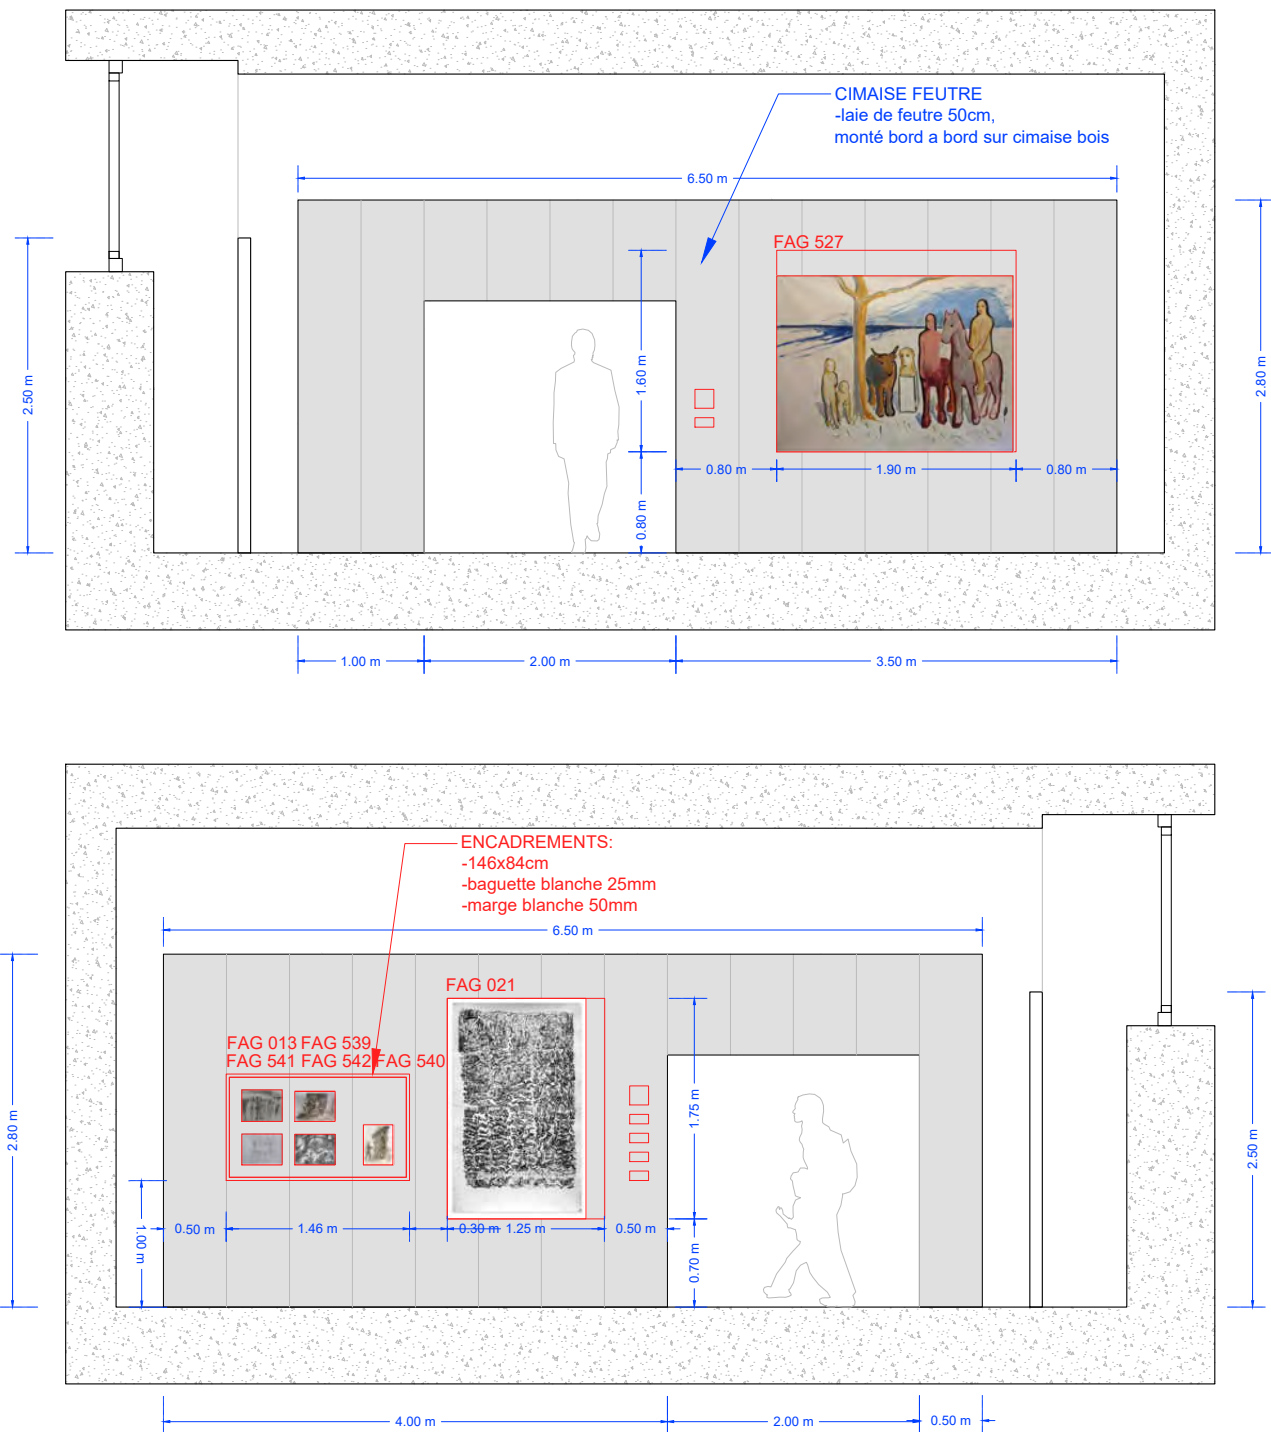 CIMAISE FEUTRE
-laie de feutre 50cm,
monté bord a bord sur cimaise bois
6.50 m
FAG 527
2.50 m
1.60 m
2.80 m
0.80 m
1.90 m
0.80 m
0.80 m
1.00 m
2.00 m
3.50 m
ENCADREMENTS:
-146x84cm
-baguette blanche 25mm
-marge blanche 50mm
6.50 m
FAG 021
FAG 013 FAG 539
FAG 541 FAG 542 FAG 540
2.80 m
1.75 m
2.50 m
0.50 m
1.46 m
0.30 m
1.25 m
0.50 m
1.00 m
0.70 m
4.00 m
2.00 m
0.50 m